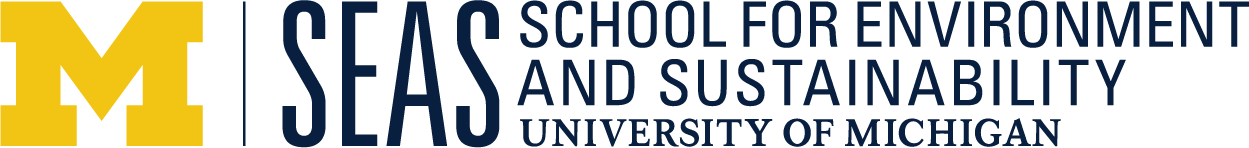 M
SEAS
SCHOOL FOR ENVIRONMENT
AND SUSTAINABILITY
UNIVERSITY OF MICHIGAN